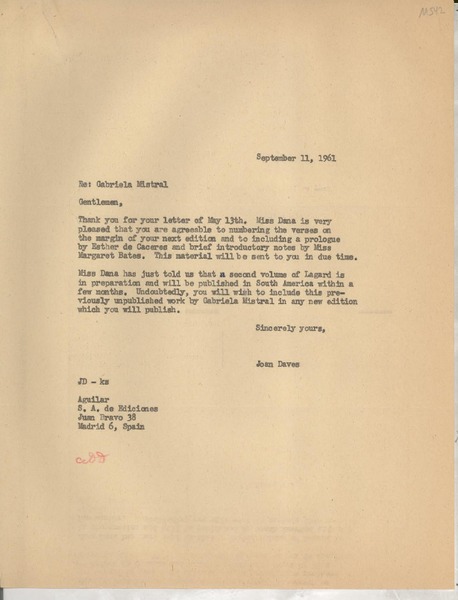 September 11, 1961
Re: Gabriela Mistral
Gentlemen,
Thank you for your letter of May 13th. Miss Dana is very
pleased that you are agreeable to numbering the verses on
the margin of your next edition and to including a prologue
by Esther de Caceres and brief introductory notes by Miss
Margaret Bates. This material will be sent to you in due time.
Miss Dana has just told us that a second volume of Lagard is
in preparation and will be published in South America within a
few months. Undoubtedly, you will wish to include this pre-
viously unpublished work by Gabriela Mistral in any new edition
which you will publish.
Sincerely yours,
Joan Daves
JD - ks
Aguilar
S. A. de Ediciones
Juan Bravo 38
Madrid 6, Spain